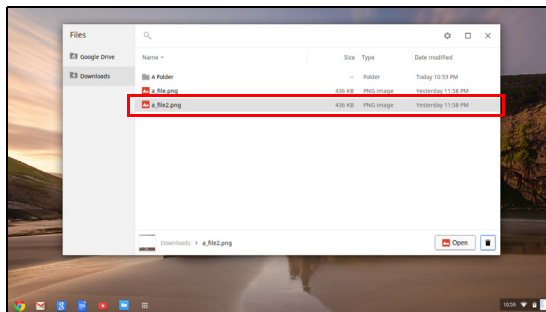 Files
Google Drive
Downloads
Name Size Type Date modified
A Folder -- Folder Today 10:53 PM
a_file.png 436 KB PNG image Yesterday 11:58 PM
a_file2.png 436 KB PNG image Yesterday 11:58 PM
Downloads › a_file2.png Open
10:59